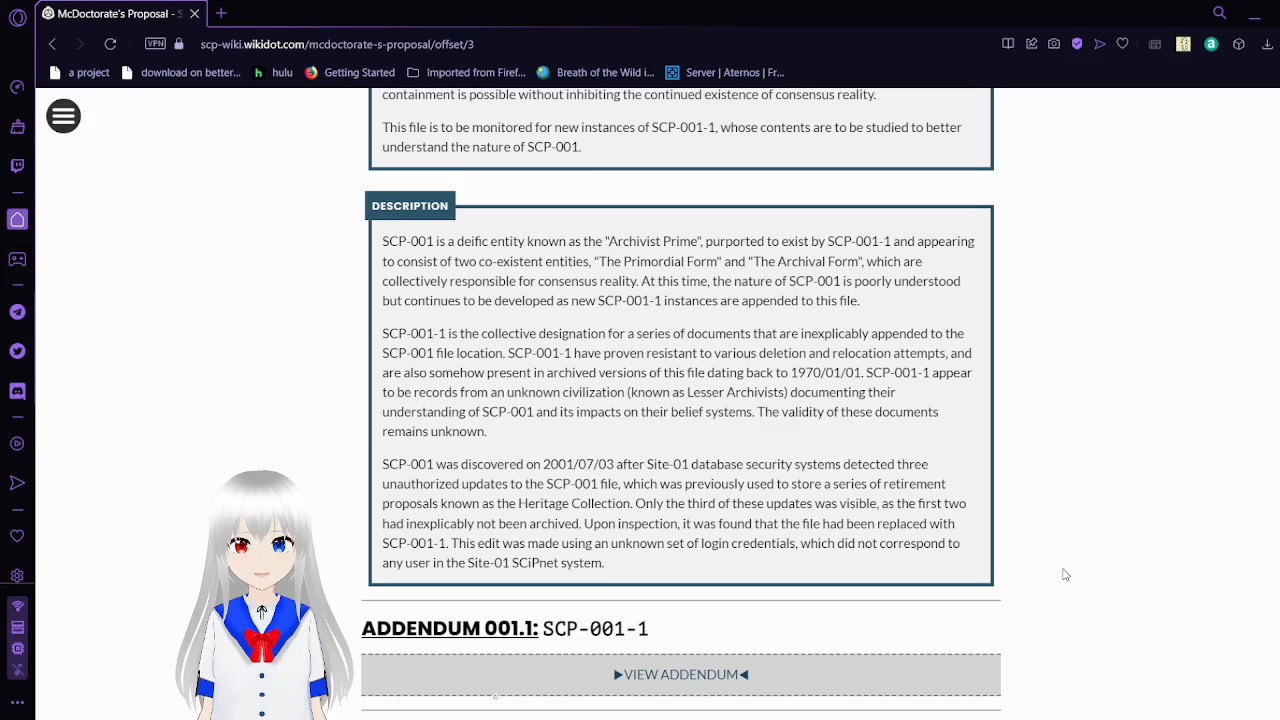 McDoctorate's Proposal - S
scp-wiki.wikidot.com/mcdoctorate-s-proposal/offset/3
VPN
a project
download on better...
hulu
Getting Started
Imported from Firef...
Breath of the Wild i...
Server | Aternos | Fr...
containment is possible without inhibiting the continued existence of consensus reality.
This file is to be monitored for new instances of SCP-001-1, whose contents are to be studied to better
understand the nature of SCP-001.
DESCRIPTION
SCP-001 is a deific entity known as the "Archivist Prime", purported to exist by SCP-001-1 and appearing
to consist of two co-existent entities, "The Primordial Form" and "The Archival Form", which are
collectively responsible for consensus reality. At this time, the nature of SCP-001 is poorly understood
but continues to be developed as new SCP-001-1 instances are appended to this file.
SCP-001-1 is the collective designation for a series of documents that are inexplicably appended to the
SCP-001 file location. SCP-001-1 have proven resistant to various deletion and relocation attempts, and
are also somehow present in archived versions of this file dating back to 1970/01/01. SCP-001-1 appear
to be records from an unknown civilization (known as Lesser Archivists) documenting their
understanding of SCP-001 and its impacts on their belief systems. The validity of these documents
remains unknown.
SCP-001 was discovered on 2001/07/03 after Site-01 database security systems detected three
unauthorized updates to the SCP-001 file, which was previously used to store a series of retirement
proposals known as the Heritage Collection. Only the third of these updates was visible, as the first two
had inexplicably not been archived. Upon inspection, it was found that the file had been replaced with
SCP-001-1. This edit was made using an unknown set of login credentials, which did not correspond to
any user in the Site-01 SCiPnet system.
ADDENDUM 001.1: SCP-001-1
▶VIEW ADDENDUM◀